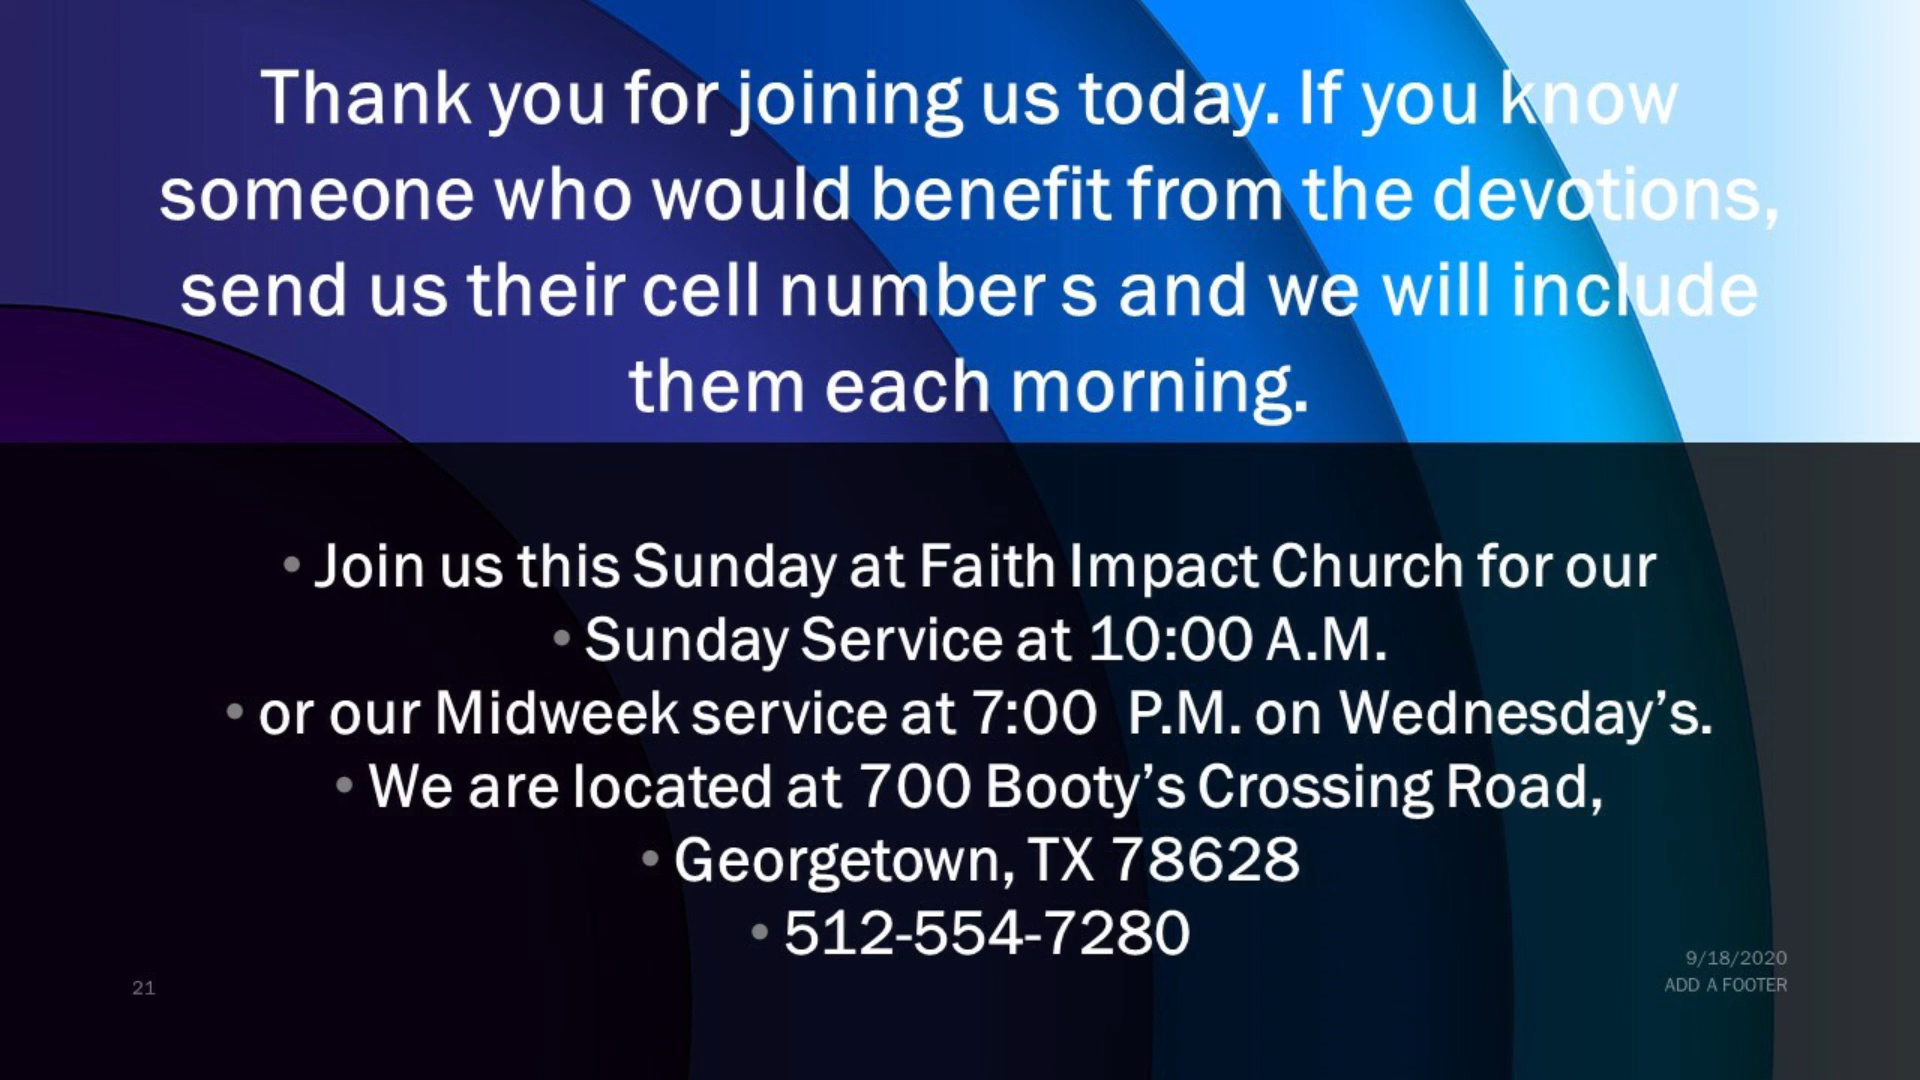 Thank you for joining us today. If you know
someone who would benefit from the devotions,
send us their cell number s and we will include
them each morning.
• Join us this Sunday at Faith Impact Church for our
• Sunday Service at 10:00 A.M.
• or our Midweek service at 7:00  P.M. on Wednesday’s.
• We are located at 700 Booty’s Crossing Road,
• Georgetown, TX 78628
• 512-554-7280
9/18/2020
ADD A FOOTER
21